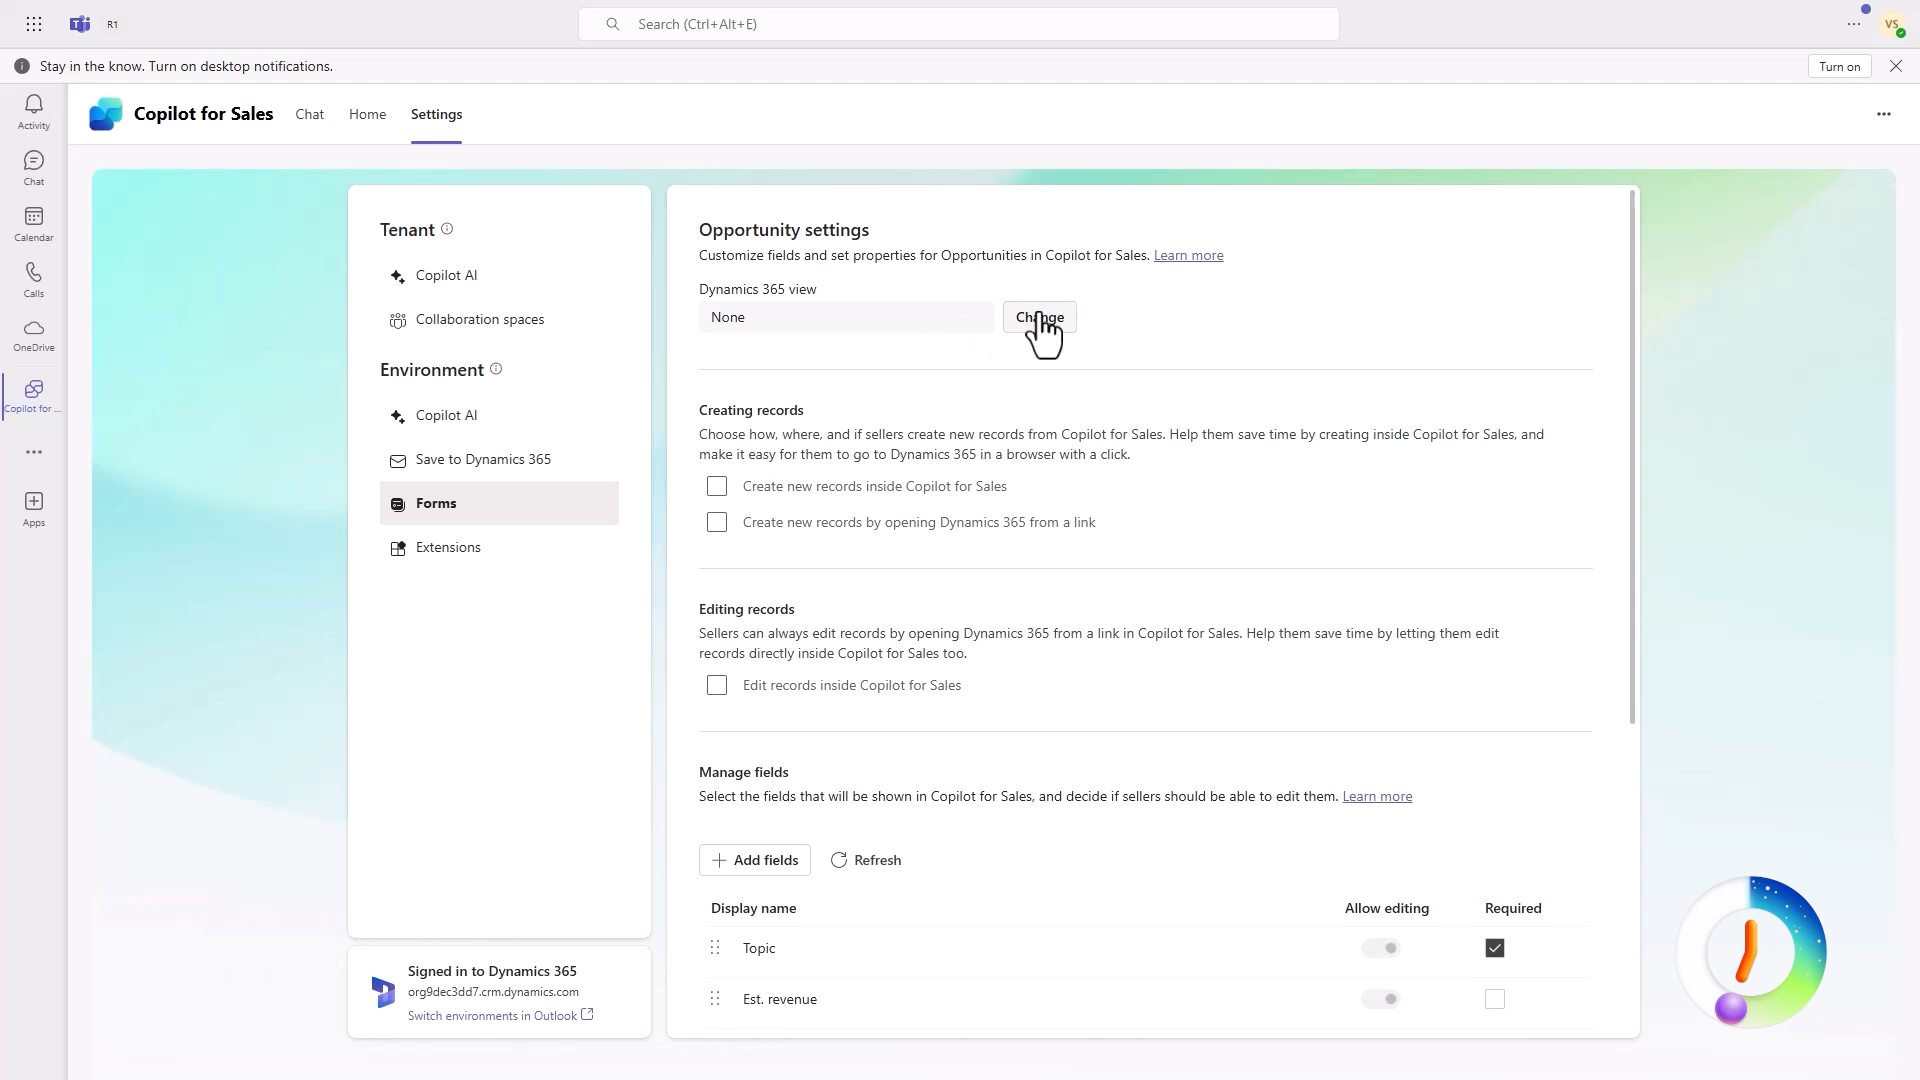 R1
Search (Ctrl+Alt+E)
VS
Stay in the know. Turn on desktop notifications.
Turn on
Activity
Chat
Calendar
Calls
OneDrive
Copilot for ...
Apps
Copilot for Sales
Chat
Home
Settings
Tenant
Copilot AI
Collaboration spaces
Environment
Copilot AI
Save to Dynamics 365
Forms
Extensions
Signed in to Dynamics 365
org9dec3dd7.crm.dynamics.com
Switch environments in Outlook
Opportunity settings
Customize fields and set properties for Opportunities in Copilot for Sales. Learn more
Dynamics 365 view
None
Change
Creating records
Choose how, where, and if sellers create new records from Copilot for Sales. Help them save time by creating inside Copilot for Sales, and
make it easy for them to go to Dynamics 365 in a browser with a click.
Create new records inside Copilot for Sales
Create new records by opening Dynamics 365 from a link
Editing records
Sellers can always edit records by opening Dynamics 365 from a link in Copilot for Sales. Help them save time by letting them edit
records directly inside Copilot for Sales too.
Edit records inside Copilot for Sales
Manage fields
Select the fields that will be shown in Copilot for Sales, and decide if sellers should be able to edit them. Learn more
Add fields
Refresh
Display name
Allow editing
Required
Topic
Est. revenue